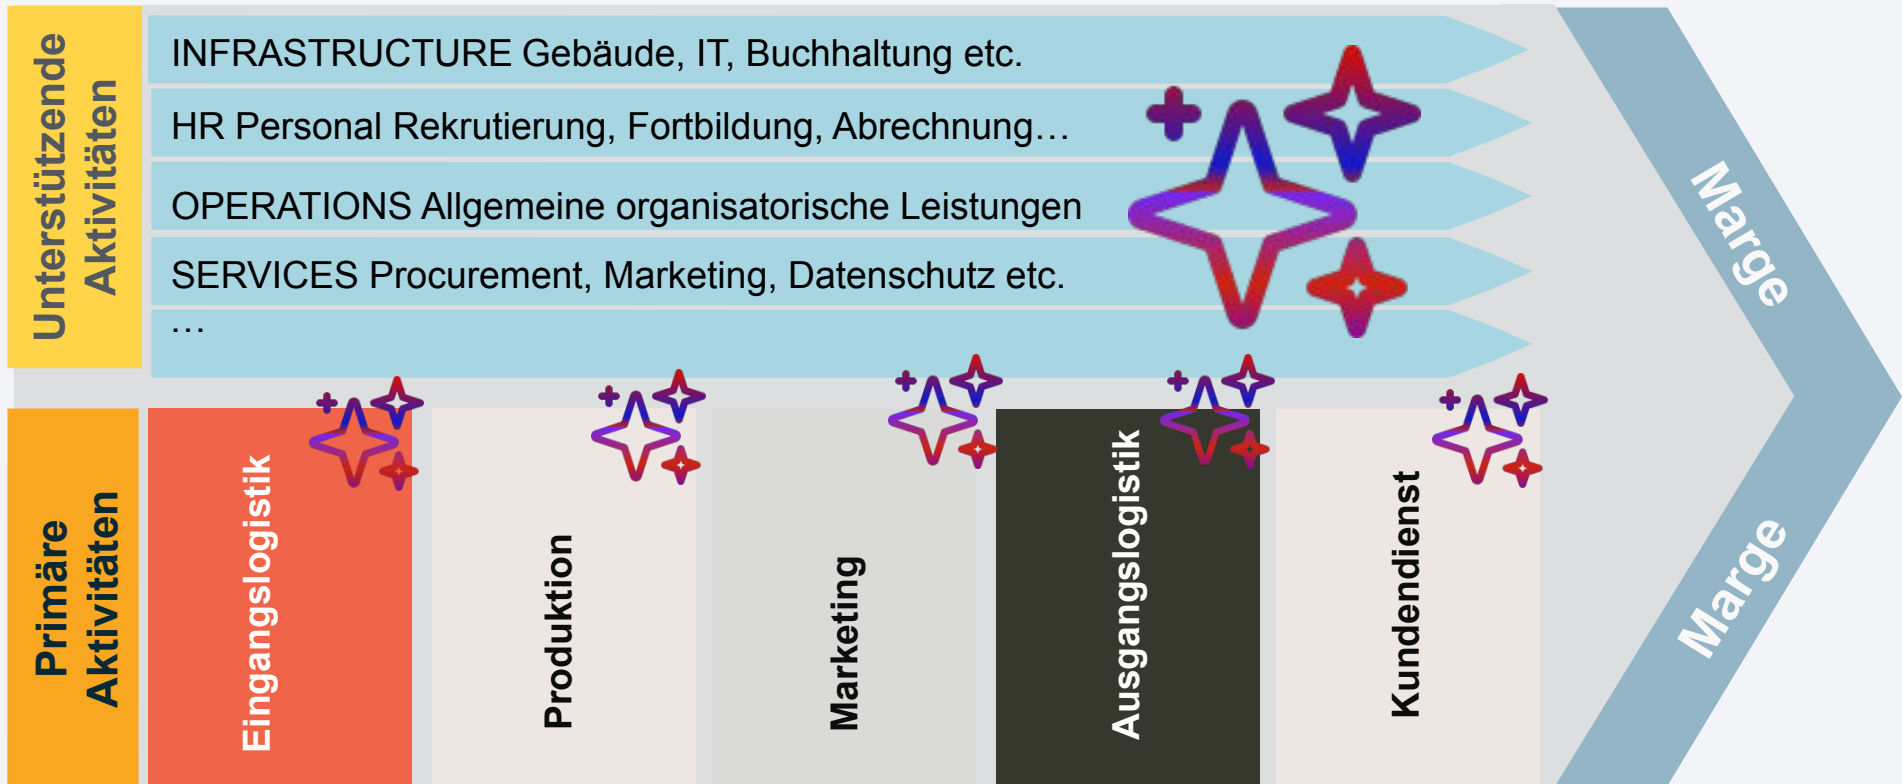 Unterstützende
Aktivitäten
INFRASTRUCTURE Gebäude, IT, Buchhaltung etc.
HR Personal Rekrutierung, Fortbildung, Abrechnung…
OPERATIONS Allgemeine organisatorische Leistungen
SERVICES Procurement, Marketing, Datenschutz etc.
…
Marge
Primäre
Aktivitäten
Eingangslogistik
Produktion
Marketing
Ausgangslogistik
Kundendienst
Marge